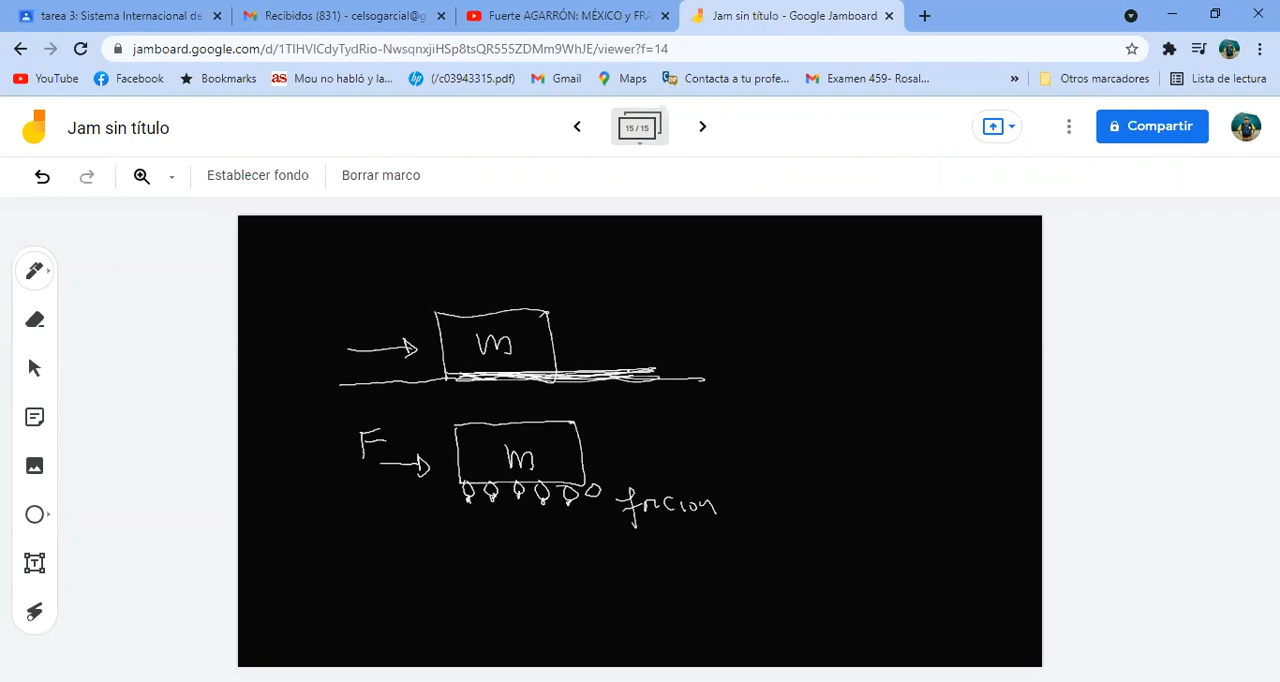 tarea 3: Sistema Internacional de
Recibidos (831) - celsogarcial@g
Fuerte AGARRÓN: MÉXICO y FRA
Jam sin título - Google Jamboard
jamboard.google.com/d/1TIHVICdyTydRio-NwsqnxjiHSp8tsQR555ZDMm9WhJE/viewer?f=14
YouTube
Facebook
Bookmarks
as Mou no habló y la...
hp (/c03943315.pdf)
Gmail
Maps
Contacta a tu profe...
Examen 459- Rosal...
»
Otros marcadores
Lista de lectura
Jam sin título
15 / 15
Compartir
Establecer fondo
Borrar marco
m
F
m
fricion
T